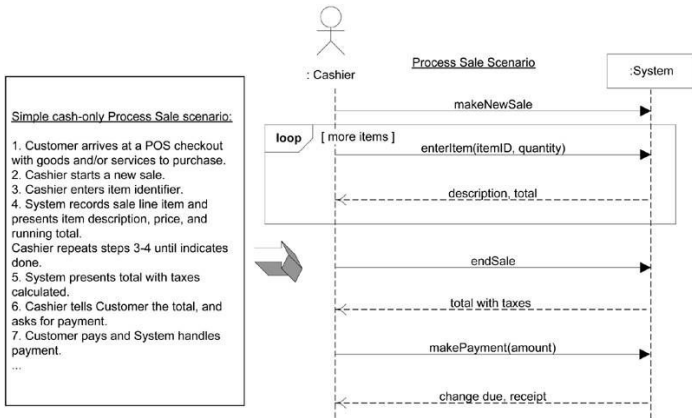 Simple cash-only Process Sale scenario:
1. Customer arrives at a POS checkout
with goods and/or services to purchase.
2. Cashier starts a new sale.
3. Cashier enters item identifier.
4. System records sale line item and
presents item description, price, and
running total.
Cashier repeats steps 3-4 until indicates
done.
5. System presents total with taxes
calculated.
6. Cashier tells Customer the total, and
asks for payment.
7. Customer pays and System handles
payment.
...
Process Sale Scenario
: Cashier
:System
makeNewSale
loop
[ more items ]
enterItem(itemID, quantity)
description, total
endSale
total with taxes
makePayment(amount)
change due, receipt